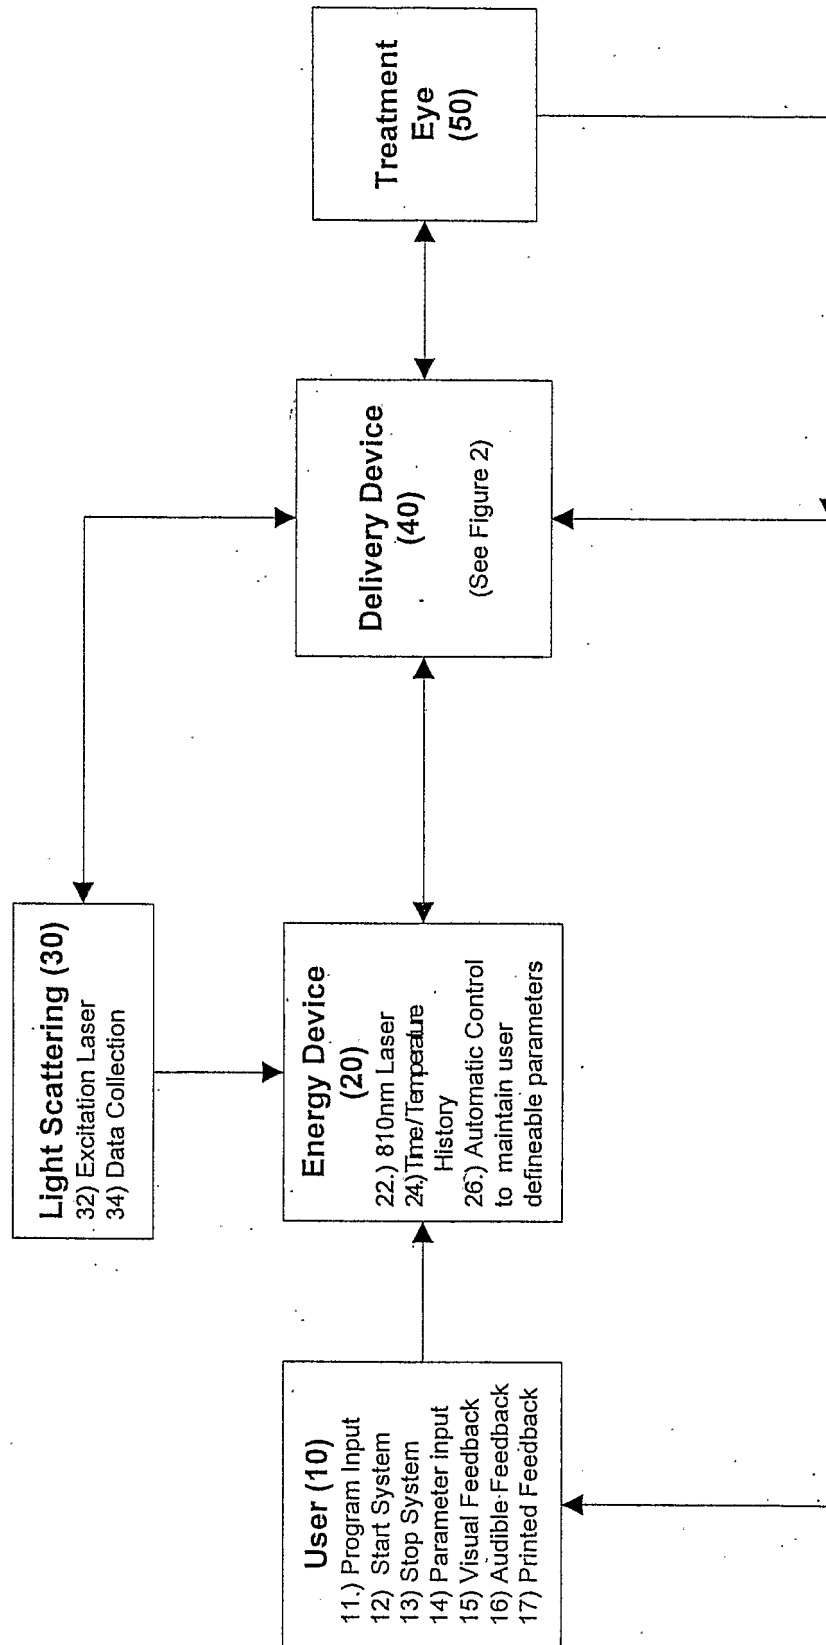 Light Scattering (30)
32) Excitation Laser
34) Data Collection
User (10)
11.) Program Input
12) Start System
13) Stop System
14) Parameter input
15) Visual Feedback
16) Audible Feedback
17) Printed Feedback
Energy Device
(20)
22.) 810nm Laser
24.)Time/Temperature
History
26.) Automatic Control
to maintain user
defineable parameters
Delivery Device
(40)
(See Figure 2)
Treatment
Eye
(50)